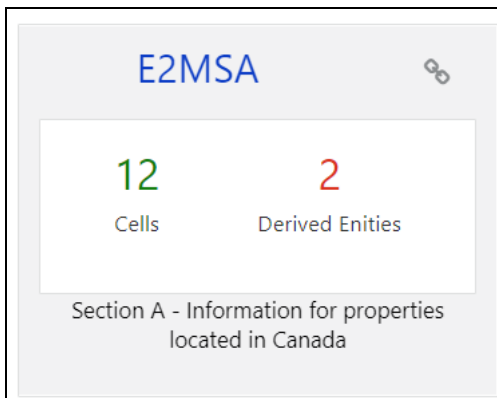 E2MSA
12 2
Cells Derived Enities
Section A - Information for properties
located in Canada